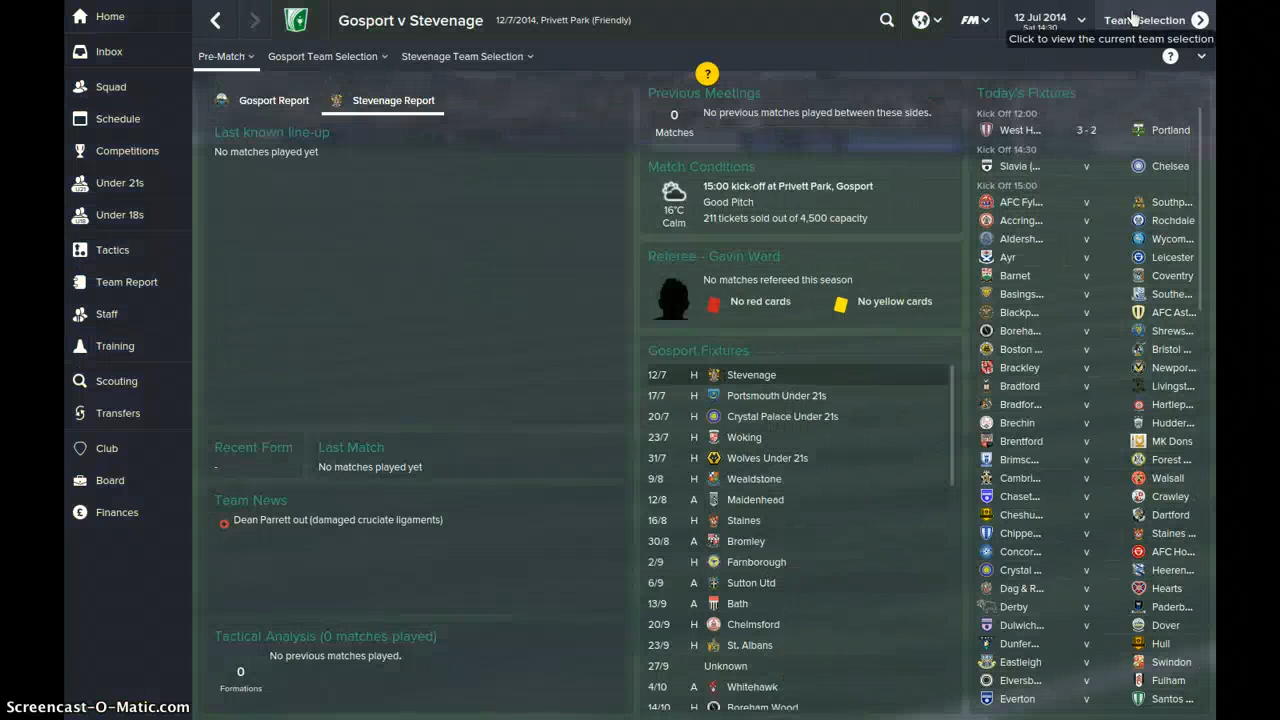 Home
Inbox
Squad
Schedule
Competitions
Under 21s
Under 18s
Tactics
Team Report
Staff
Training
Scouting
Transfers
Club
Board
Finances
Gosport v Stevenage 12/7/2014, Privett Park (Friendly)
FM
12 Jul 2014
Sat 14:30
Team Selection
Click to view the current team selection
Pre-Match Gosport Team Selection Stevenage Team Selection
?
?
Gosport Report Stevenage Report
Last known line-up
No matches played yet
Recent Form
-
Last Match
No matches played yet
Team News
Dean Parrett out (damaged cruciate ligaments)
Tactical Analysis (0 matches played)
No previous matches played.
0
Formations
Previous Meetings
0
Matches
No previous matches played between these sides.
Match Conditions
16°C
Calm
15:00 kick-off at Privett Park, Gosport
Good Pitch
211 tickets sold out of 4,500 capacity
Referee - Gavin Ward
No matches refereed this season
No red cards No yellow cards
Gosport Fixtures
12/7 H Stevenage
17/7 H Portsmouth Under 21s
20/7 H Crystal Palace Under 21s
23/7 H Woking
31/7 H Wolves Under 21s
9/8 H Wealdstone
12/8 A Maidenhead
16/8 H Staines
30/8 A Bromley
2/9 H Farnborough
6/9 A Sutton Utd
13/9 A Bath
20/9 H Chelmsford
23/9 H St. Albans
27/9 Unknown
4/10 A Whitehawk
14/10 H Boreham Wood
Today's Fixtures
Kick Off 12:00
West H... 3 - 2 Portland
Kick Off 14:30
Slavia (... v Chelsea
Kick Off 15:00
AFC Fyl... v Southp...
Accring... v Rochdale
Aldersh... v Wycom...
Ayr v Leicester
Barnet v Coventry
Basings... v Southe...
Blackp... v AFC Ast...
Boreha... v Shrews...
Boston ... v Bristol ...
Brackley v Newpor...
Bradford v Livingst...
Bradfor... v Hartlep...
Brechin v Hudder...
Brentford v MK Dons
Brimsc... v Forest ...
Cambri... v Walsall
Chaset... v Crawley
Cheshu... v Dartford
Chippe... v Staines ...
Concor... v AFC Ho...
Crystal ... v Heeren...
Dag & R... v Hearts
Derby v Paderb...
Dulwich... v Dover
Dunfer... v Hull
Eastleigh v Swindon
Elversb... v Fulham
Everton v Santos ...
Screencast-O-Matic.com